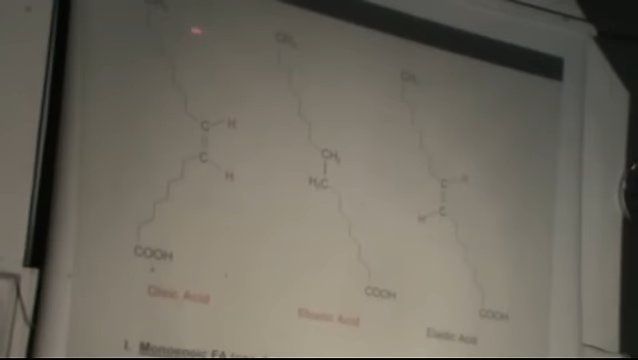 CH₃
CH₃
CH₃
C H
C
H
CH₂
H₂C
C H
H C
COOH
COOH
COOH
Oleic Acid
Stearic Acid
Elaidic Acid
I. Monoenoic FA